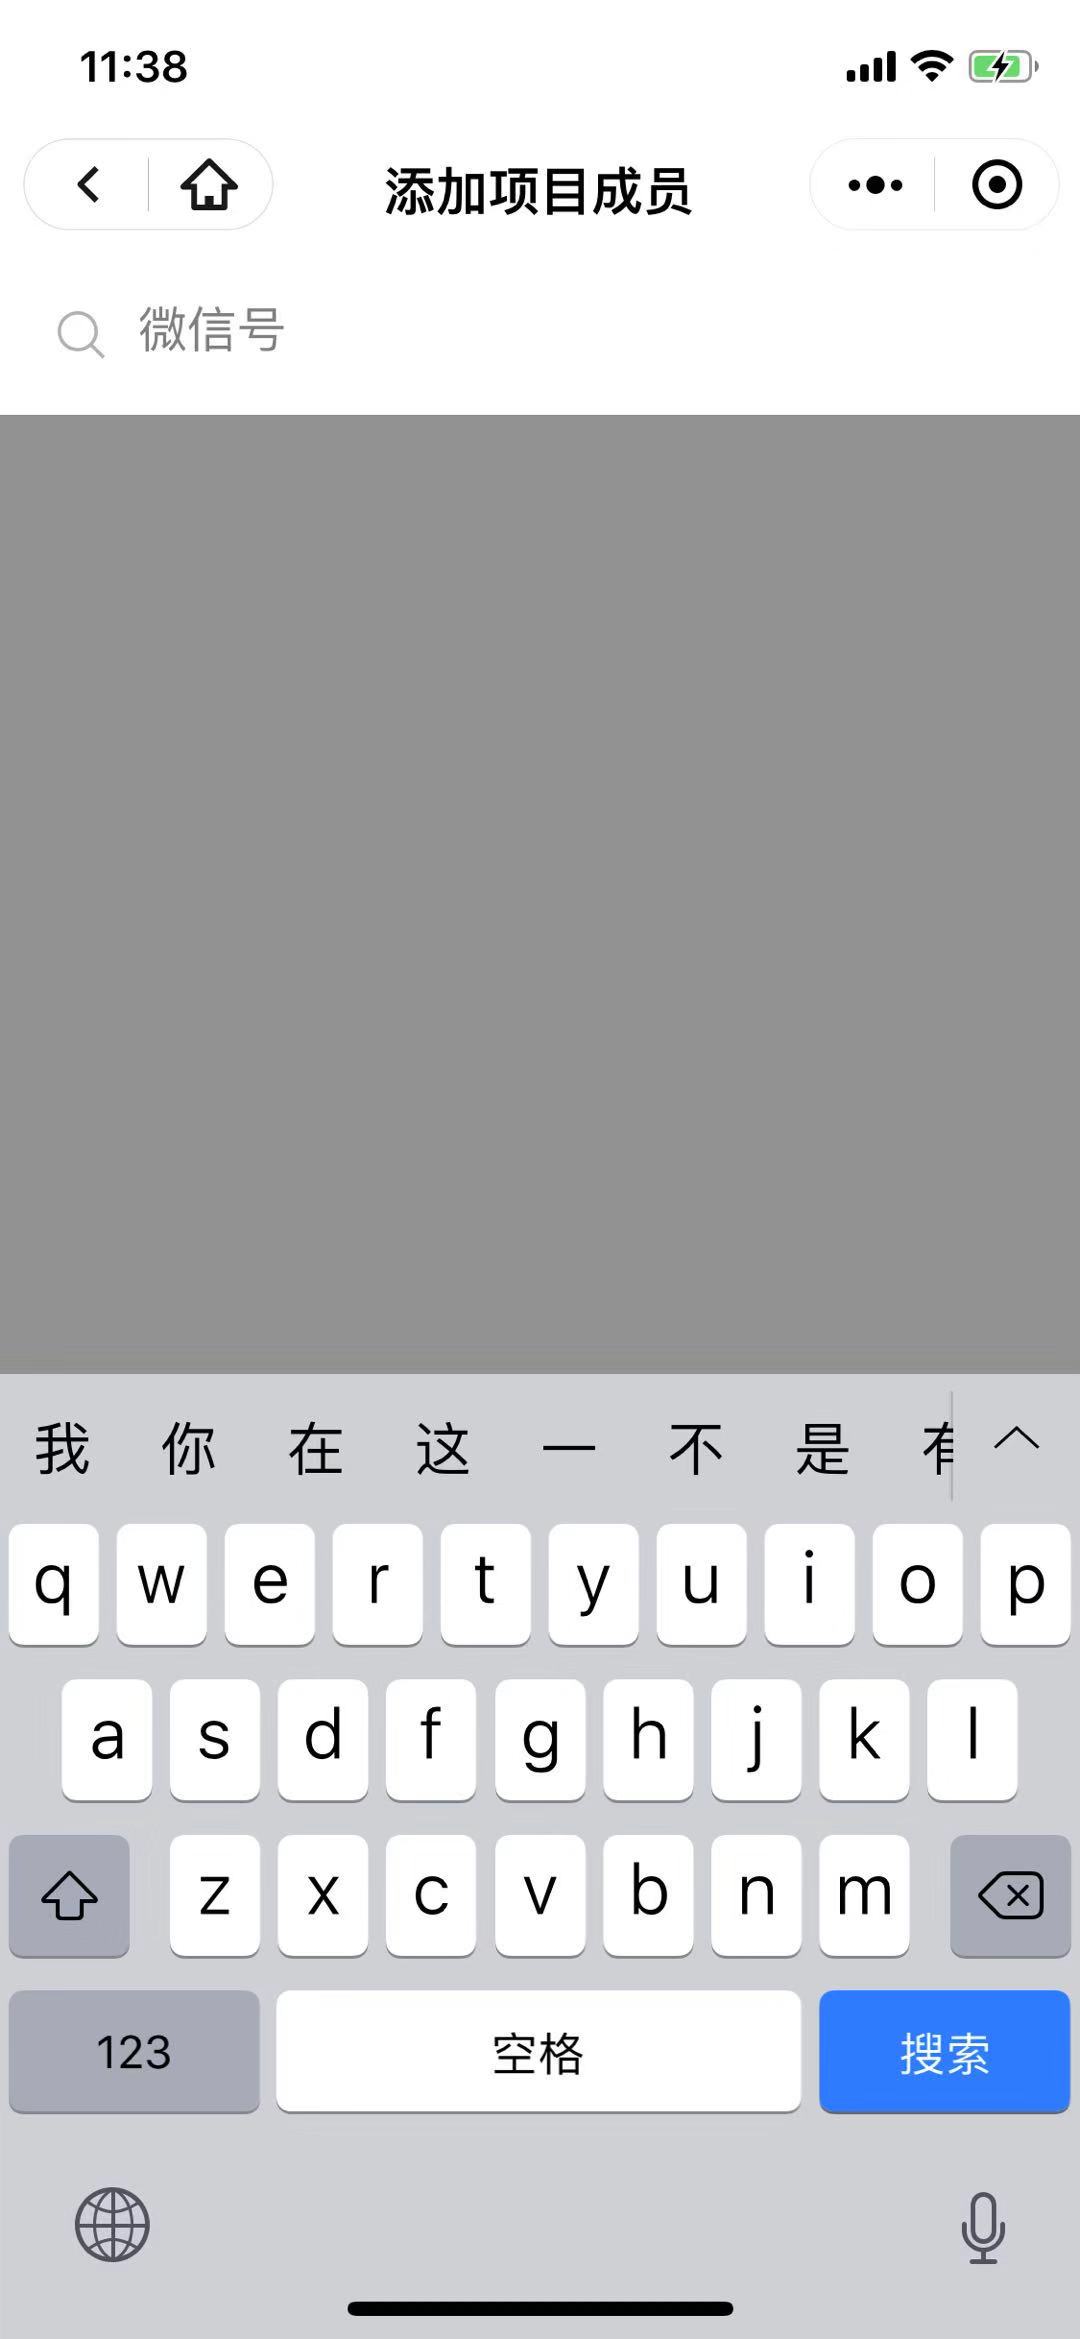 11:38
添加项目成员
微信号
我 你 在 这 一 不 是
q w e r t y u i o p
a s d f g h j k l
z x c v b n m
123 空格 搜索